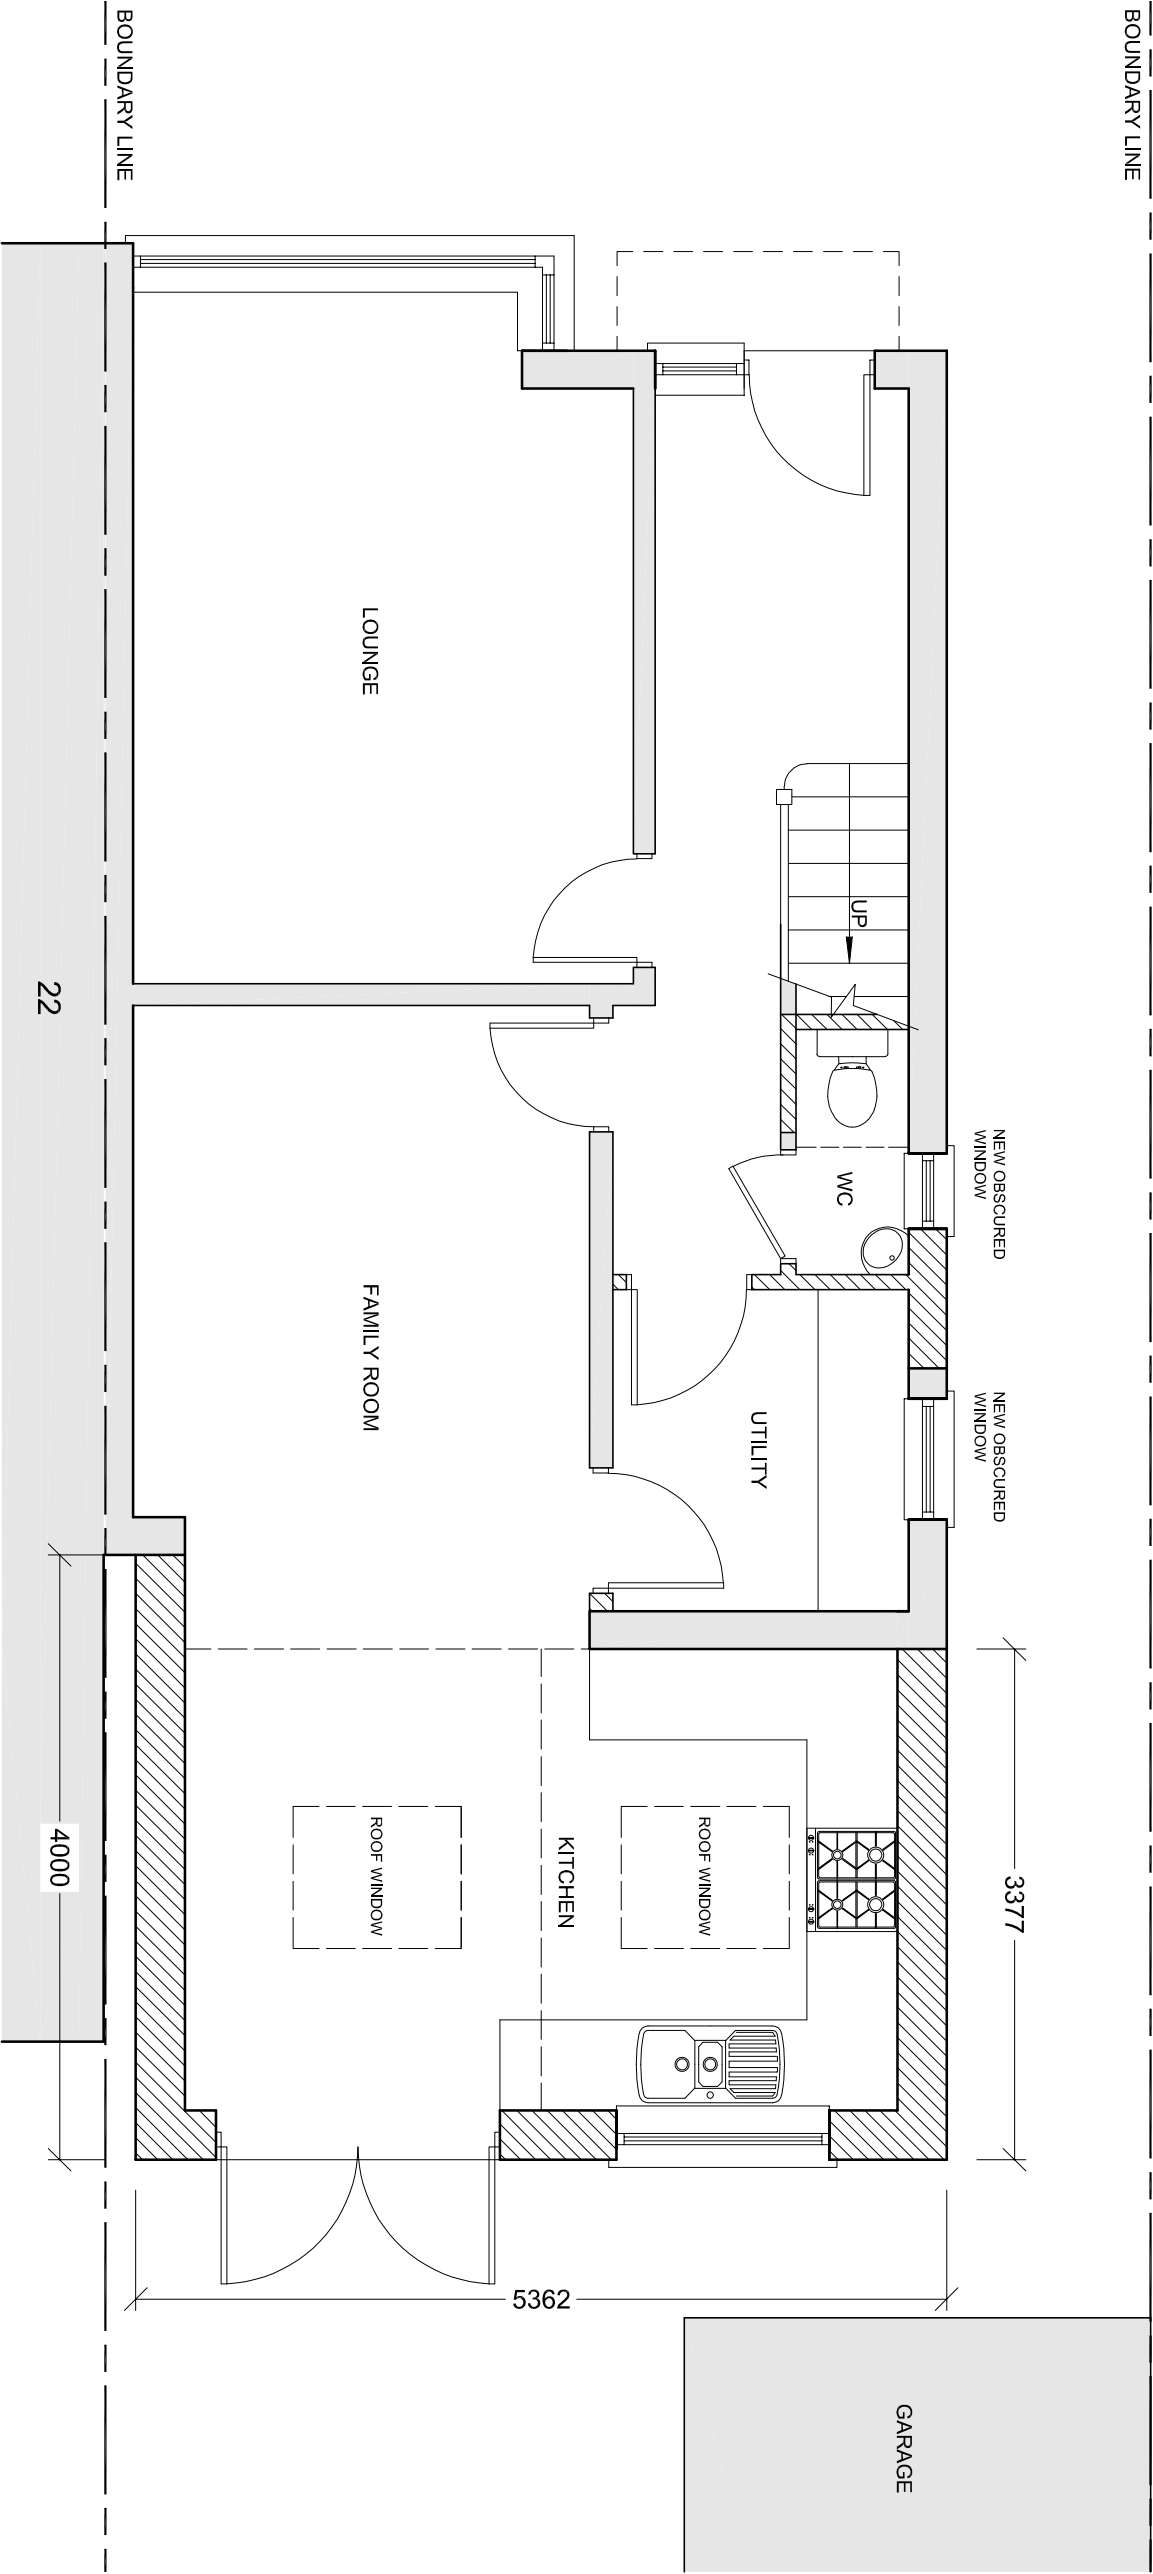 BOUNDARY LINE
BOUNDARY LINE
LOUNGE
UP
22
NEW OBSCURED
WINDOW
WC
FAMILY ROOM
NEW OBSCURED
WINDOW
UTILITY
ROOF WINDOW
ROOF WINDOW
KITCHEN
4000
3377
5362
GARAGE